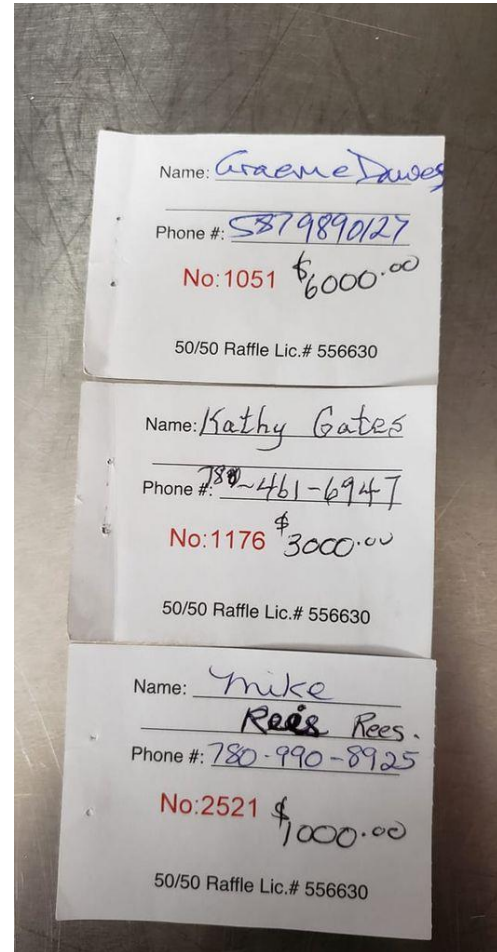 Name: Graeme Dawes
Phone #: 5879890127
No:1051 $6000.00
50/50 Raffle Lic.# 556630
Name: Kathy Gates
Phone #: 780-461-6947
No:1176 $3000.00
50/50 Raffle Lic.# 556630
Name: Mike
Rees.
Phone #: 780-990-8925
No:2521 $1000.00
50/50 Raffle Lic.# 556630